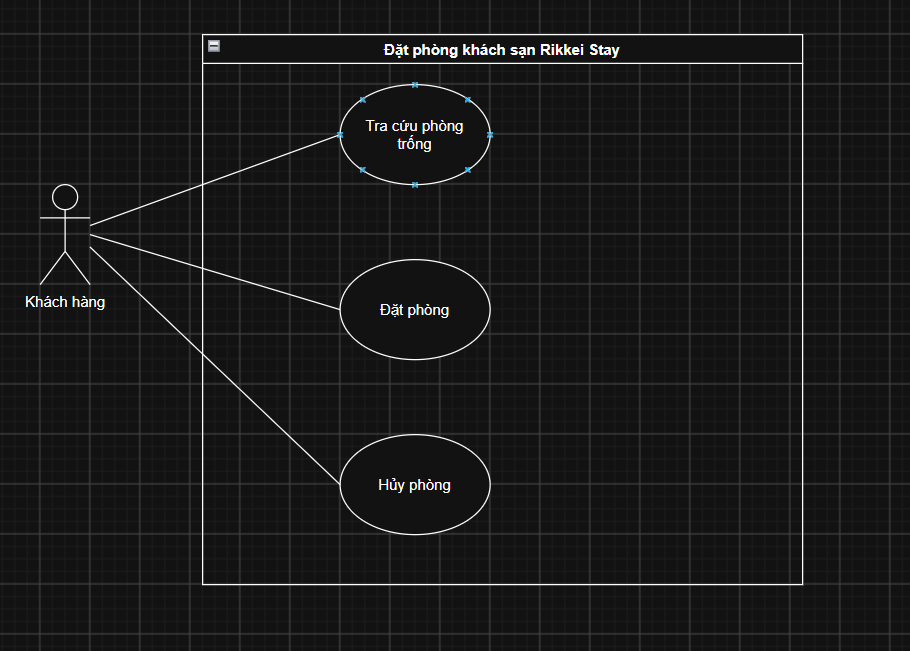 Đặt phòng khách sạn Rikkei Stay
Tra cứu phòng
trống
Khách hàng
Đặt phòng
Hủy phòng